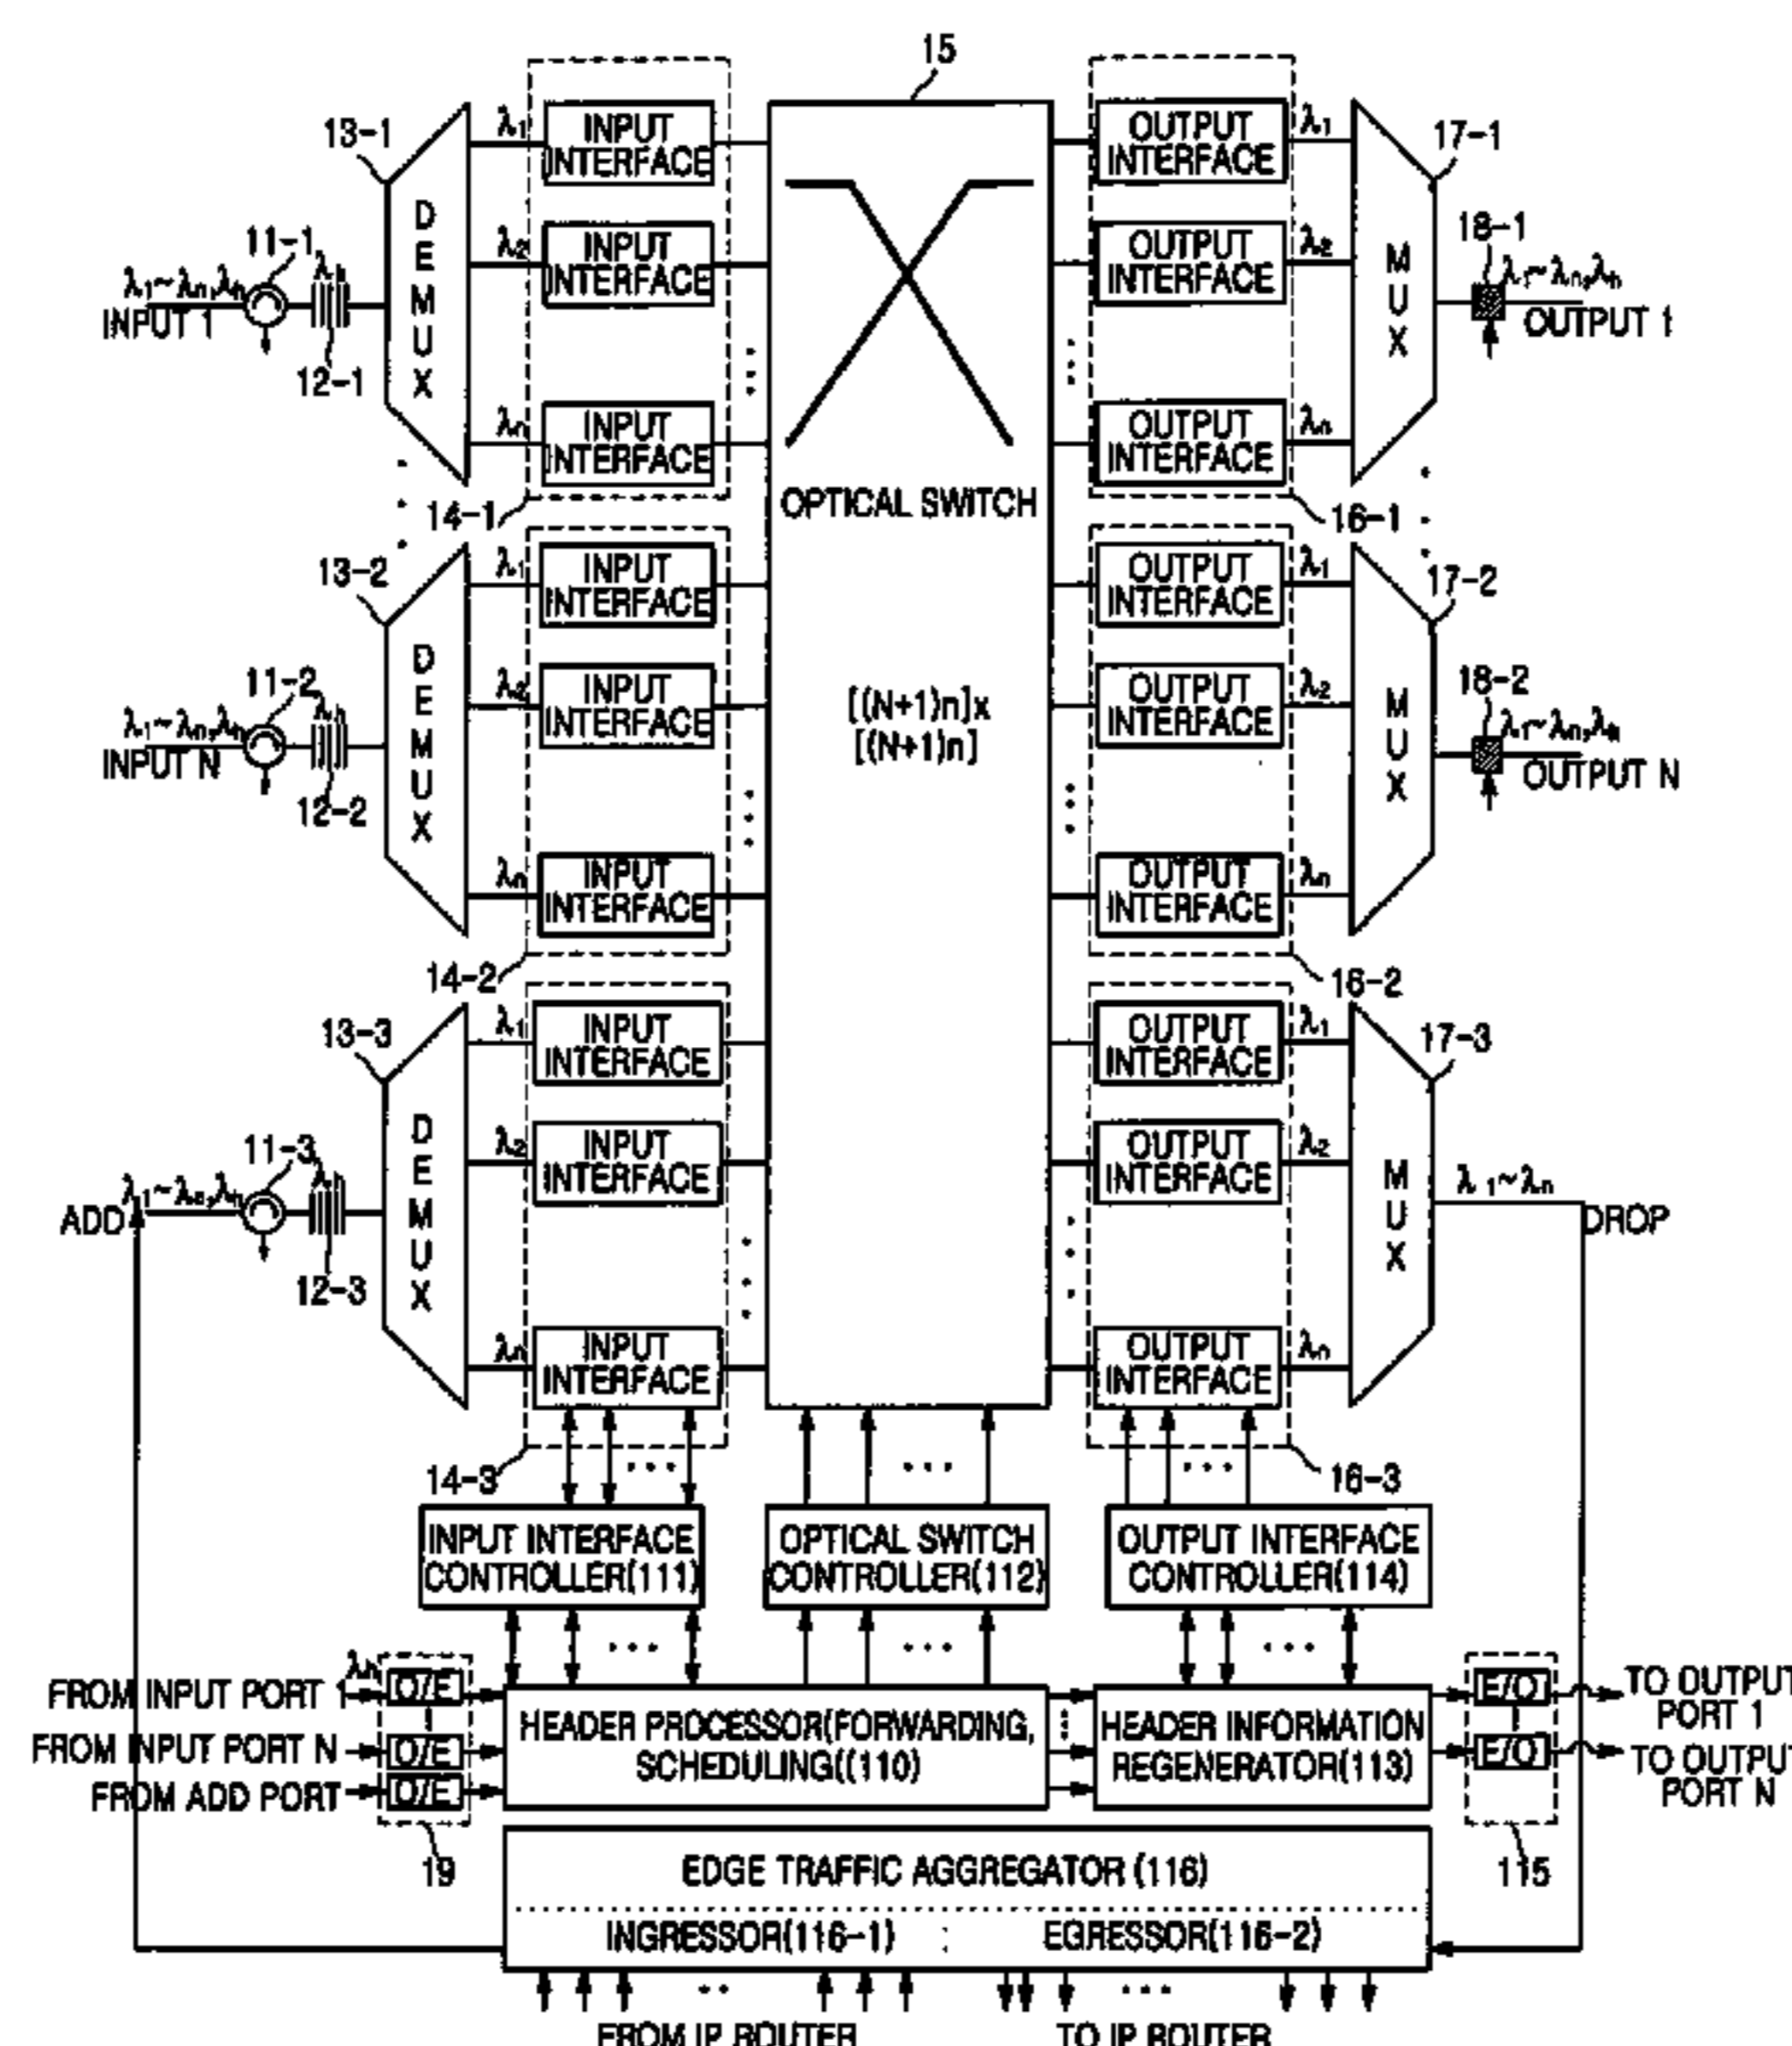 15
13-1
λ1
INPUT
INTERFACE
OUTPUT
INTERFACE
λ1
17-1
DEMUX
λ2
INPUT
INTERFACE
OUTPUT
INTERFACE
λ2
MUX
18-1
11-1
λh
λ1~λn,λh
INPUT 1
12-1
λ1~λn,λh
OUTPUT 1
λn
INPUT
INTERFACE
OUTPUT
INTERFACE
λn
14-1
OPTICAL SWITCH
16-1
13-2
λ1
INPUT
INTERFACE
OUTPUT
INTERFACE
λ1
17-2
DEMUX
λ2
INPUT
INTERFACE
[(N+1)n]x
[(N+1)n]
OUTPUT
INTERFACE
λ2
MUX
18-2
11-2
λh
λ1~λn,λh
INPUT N
12-2
λ1~λn,λh
OUTPUT N
λn
INPUT
INTERFACE
OUTPUT
INTERFACE
λn
14-2
16-2
13-3
λ1
INPUT
INTERFACE
OUTPUT
INTERFACE
λ1
17-3
DEMUX
λ2
INPUT
INTERFACE
OUTPUT
INTERFACE
λ2
MUX
11-3
λh
λ1~λn,λh
ADD
12-3
λ1~λn
DROP
λn
INPUT
INTERFACE
OUTPUT
INTERFACE
λn
14-3
16-3
INPUT INTERFACE
CONTROLLER(111)
OPTICAL SWITCH
CONTROLLER(112)
OUTPUT INTERFACE
CONTROLLER(114)
FROM INPUT PORT 1
λh
O/E
FROM INPUT PORT N
O/E
FROM ADD PORT
O/E
19
HEADER PROCESSOR(FORWARDING,
SCHEDULING((110)
HEADER INFORMATION
REGENERATOR(113)
E/O
TO OUTPUT
PORT 1
E/O
TO OUTPUT
PORT N
115
EDGE TRAFFIC AGGREGATOR (116)
INGRESSOR(116-1)
EGRESSOR(116-2)
FROM IP ROUTER
TO IP ROUTER